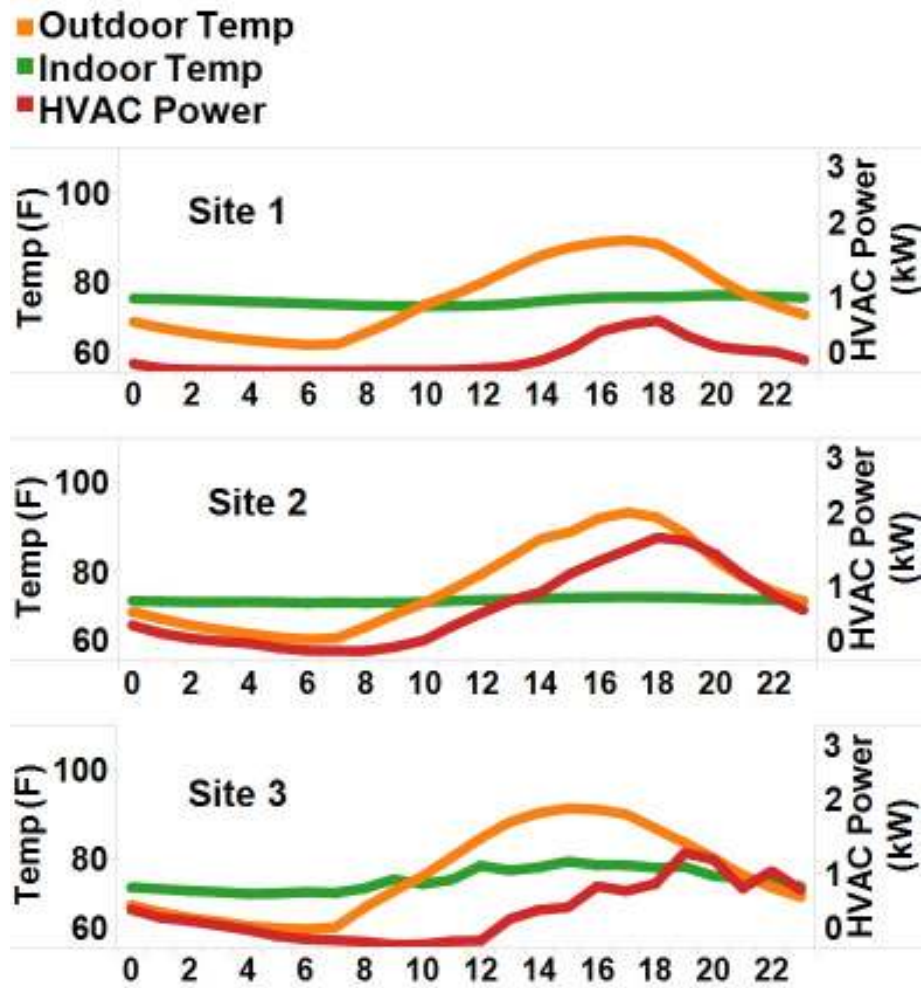 Outdoor Temp
Indoor Temp
HVAC Power
Site 1
Temp (F)
100
80
60
3
2
1
0
HVAC Power
(kW)
0 2 4 6 8 10 12 14 16 18 20 22
Site 2
Temp (F)
100
80
60
3
2
1
0
HVAC Power
(kW)
0 2 4 6 8 10 12 14 16 18 20 22
Site 3
Temp (F)
100
80
60
3
2
1
0
HVAC Power
(kW)
0 2 4 6 8 10 12 14 16 18 20 22